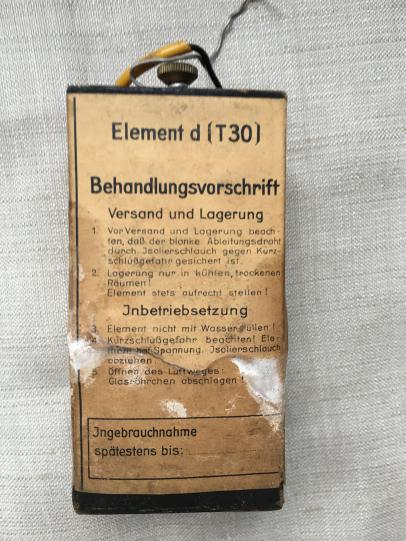 Element d (T30)
Behandlungsvorschrift
Versand und Lagerung
1. Vor Versand und Lagerung beach-
ten, daß der blanke Ableitungsdraht
durch Isolierschlauch gegen Kurz-
schlußgefahr gesichert ist.
2. Lagerung nur in kühlen, trockenen
Räumen!
Element stets aufrecht stellen!
Jnbetriebsetzung
3. Element nicht mit Wasser füllen!
4. Kurzschlußgefahr beachten! Ele-
ment hat Spannung. Isolierschlauch
abziehen.
5. Öffnen des Luftweges:
Glasröhrchen abschlagen!
Jngebrauchnahme
spätestens bis: